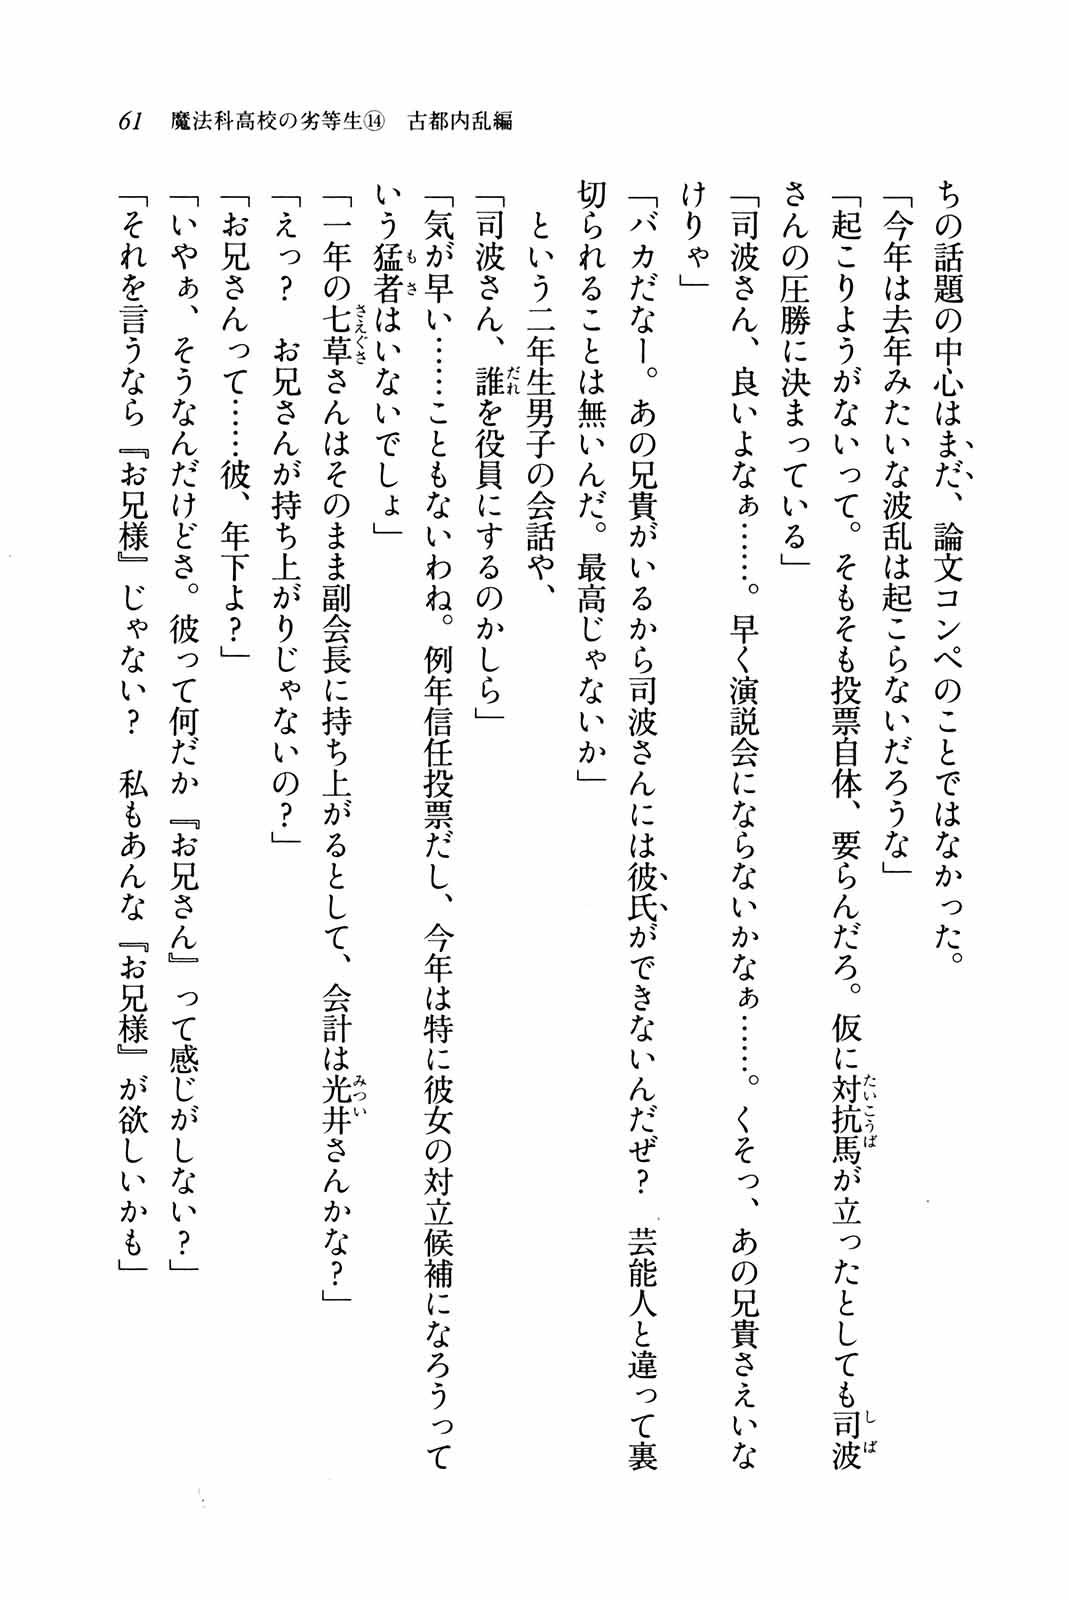 61　魔法科高校の劣等生⑭　古都内乱編
ちの話題の中心はまだ、論文コンペのことではなかった。
「今年は去年みたいな波乱は起こらないだろうな」
「起こりようがないって。そもそも投票自体、要らんだろ。仮に対抗馬が立ったとしても司波
さんの圧勝に決まっている」
「司波さん、良いよなぁ……。早く演説会にならないかなぁ……。くそっ、あの兄貴さえいな
けりゃ」
「バカだなー。あの兄貴がいるから司波さんには彼氏ができないんだぜ？　芸能人と違って裏
切られることは無いんだ。最高じゃないか」
　という二年生男子の会話や、
「司波さん、誰を役員にするのかしら」
「気が早い……こともないわね。例年信任投票だし、今年は特に彼女の対立候補になろうって
いう猛者はいないでしょ」
「一年の七草さんはそのまま副会長に持ち上がるとして、会計は光井さんかな？」
「えっ？　お兄さんが持ち上がりじゃないの？」
「お兄さんって……彼、年下よ？」
「いやぁ、そうなんだけどさ。彼って何だか『お兄さん』って感じがしない？」
「それを言うなら『お兄様』じゃない？　私もあんな『お兄様』が欲しいかも」